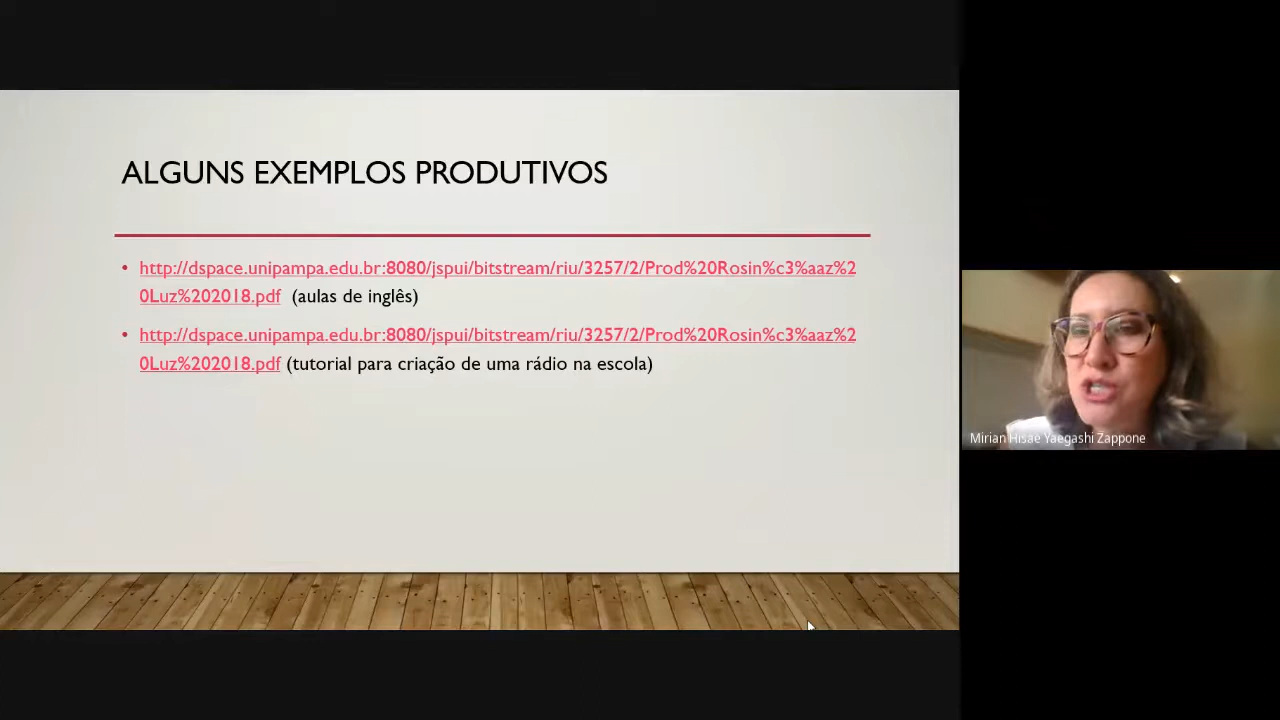 ALGUNS EXEMPLOS PRODUTIVOS
• http://dspace.unipampa.edu.br:8080/jspui/bitstream/riu/3257/2/Prod%20Rosin%c3%aaz%2
0Luz%202018.pdf (aulas de inglês)
• http://dspace.unipampa.edu.br:8080/jspui/bitstream/riu/3257/2/Prod%20Rosin%c3%aaz%2
0Luz%202018.pdf (tutorial para criação de uma rádio na escola)
Mirian Hisae Yaegashi Zappone